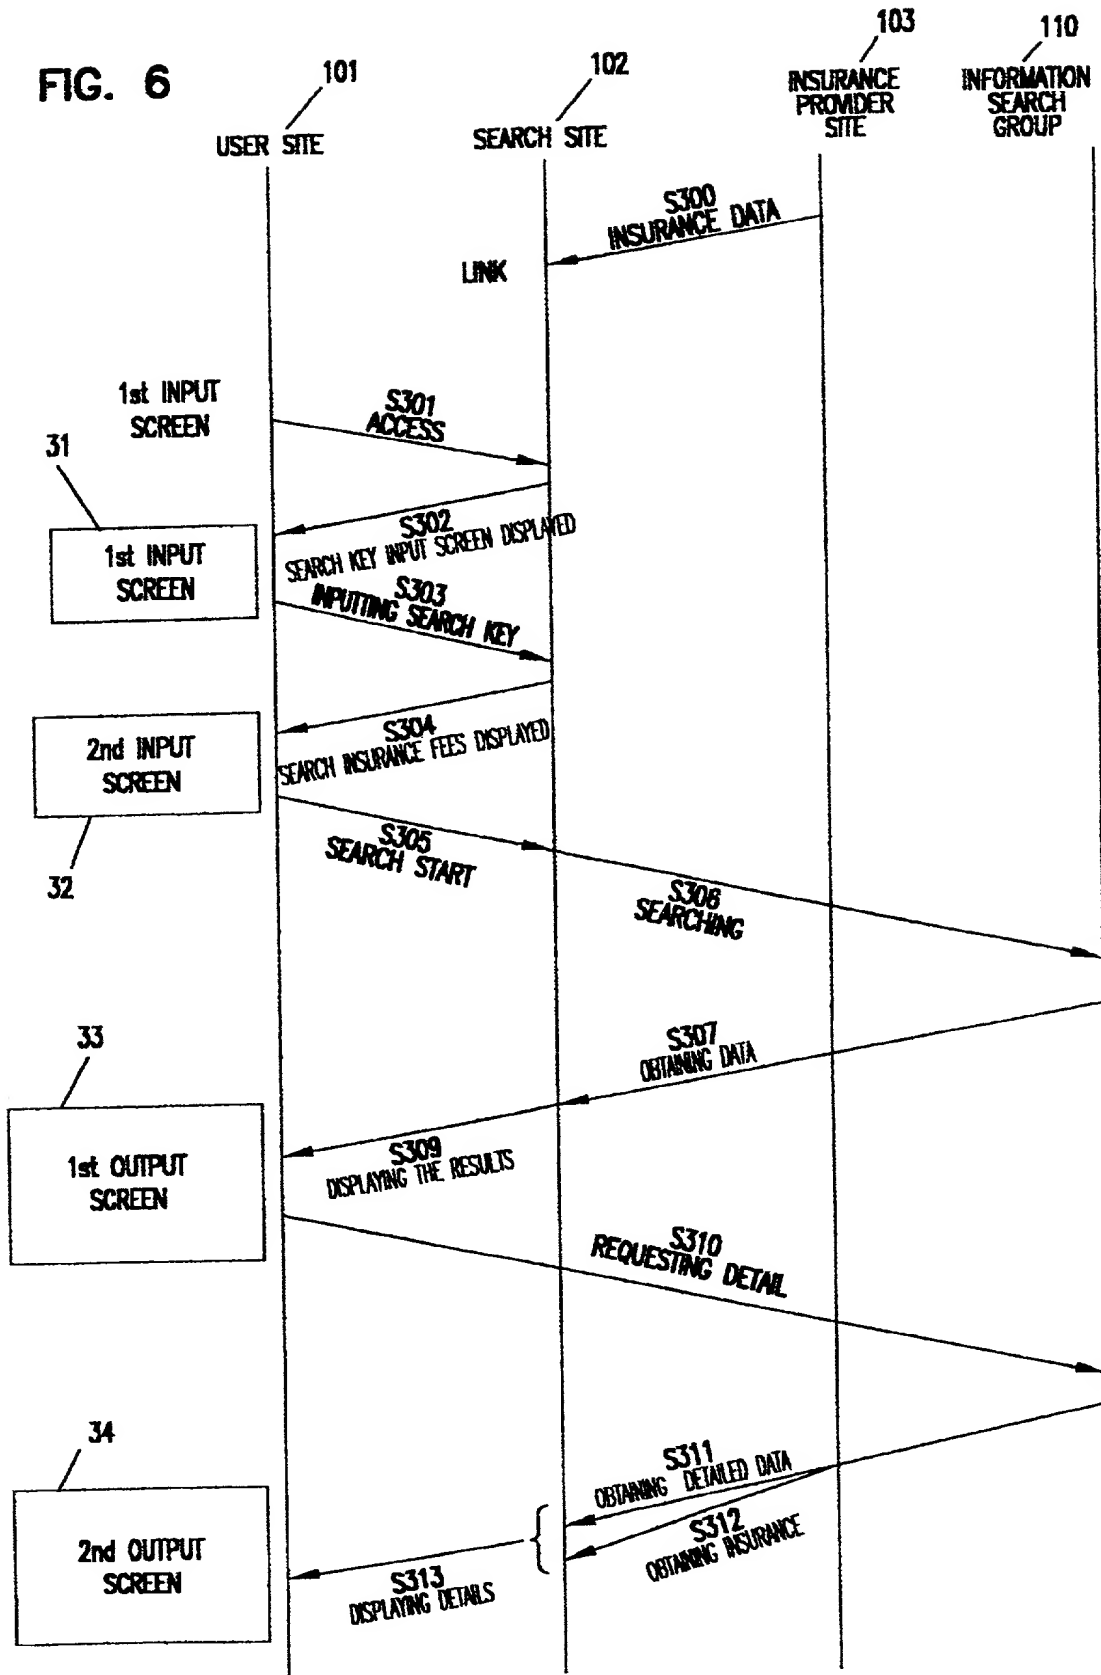 FIG. 6
101
102
103
110
USER SITE
SEARCH SITE
INSURANCE
PROVIDER
SITE
INFORMATION
SEARCH
GROUP
S300
INSURANCE DATA
LINK
1st INPUT
SCREEN
S301
ACCESS
31
1st INPUT
SCREEN
S302
SEARCH KEY INPUT SCREEN DISPLAYED
S303
INPUTTING SEARCH KEY
2nd INPUT
SCREEN
S304
SEARCH INSURANCE FEES DISPLAYED
32
S305
SEARCH START
S306
SEARCHING
33
S307
OBTAINING DATA
1st OUTPUT
SCREEN
S309
DISPLAYING THE RESULTS
S310
REQUESTING DETAIL
34
S311
OBTAINING DETAILED DATA
S312
OBTAINING INSURANCE
2nd OUTPUT
SCREEN
S313
DISPLAYING DETAILS